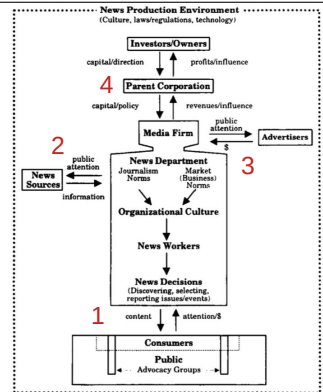 News Production Environment
(Culture, laws/regulations, technology)
Investors/Owners
capital/direction
profits/influence
4
Parent Corporation
capital/policy
revenues/influence
Media Firm
public
attention
Advertisers
$
3
2
public
attention
News
Sources
information
News Department
Journalism
Norms
Market
(Business)
Norms
Organizational Culture
News Workers
News Decisions
(Discovering, selecting,
reporting issues/events)
1
content
attention/$
Consumers
Public
Advocacy Groups